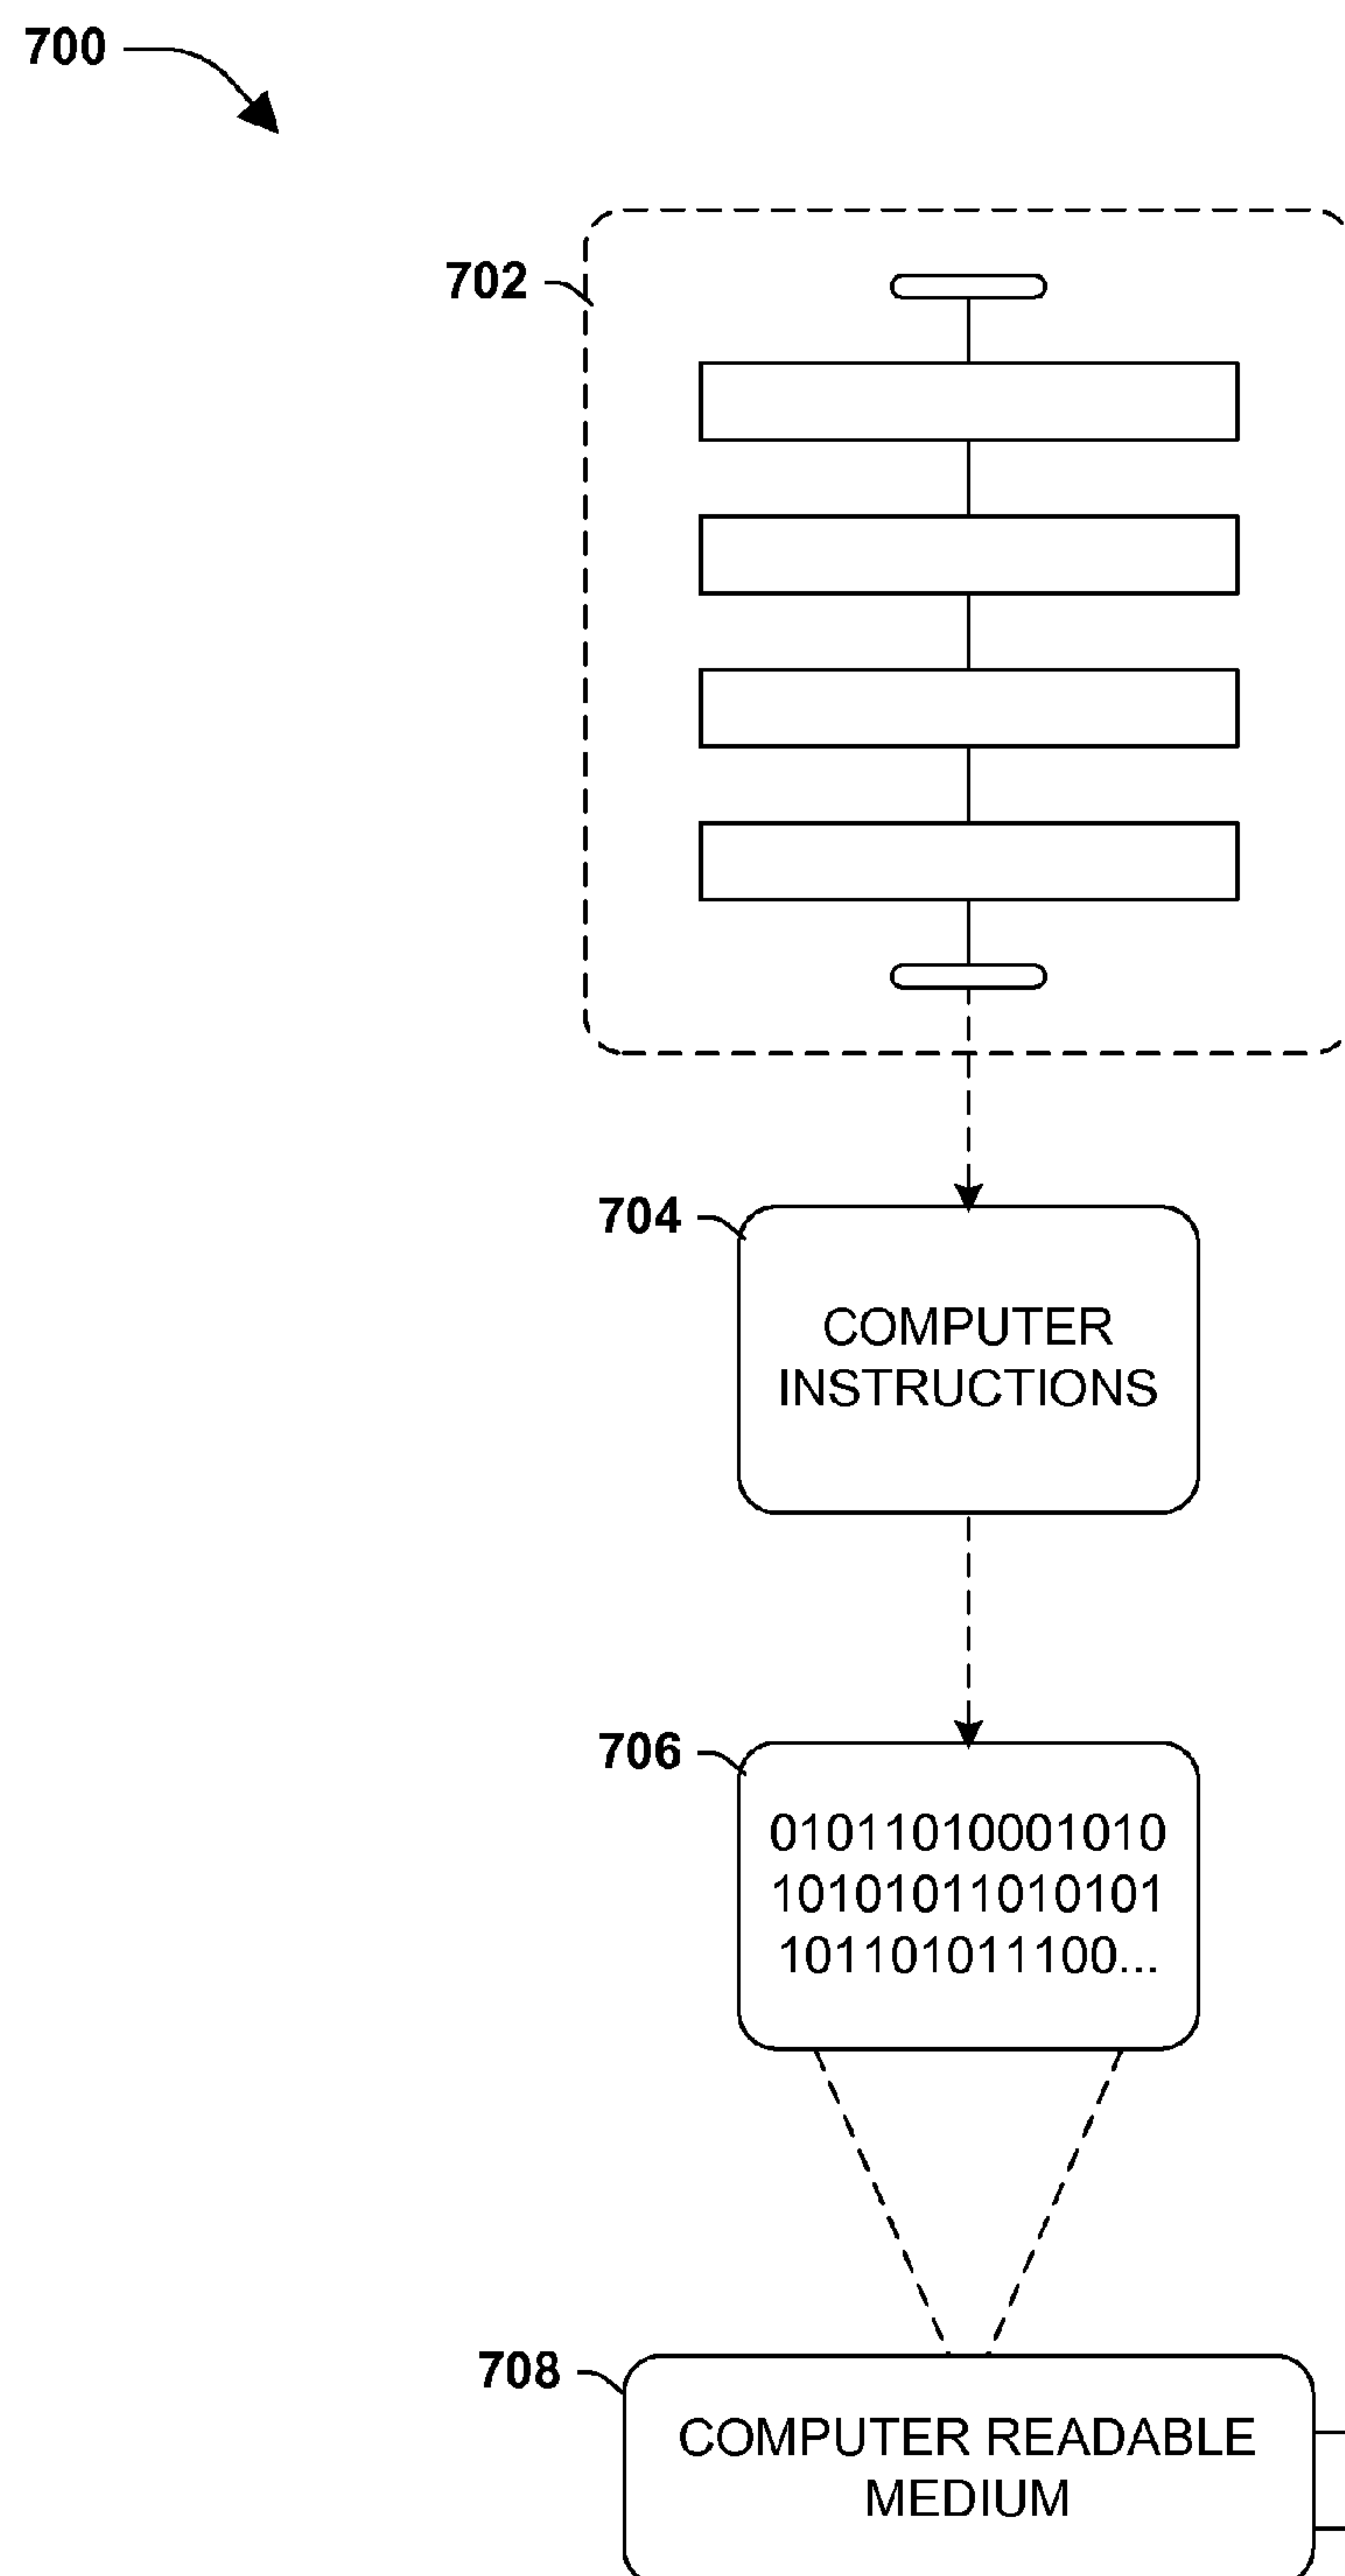 700
702
704
COMPUTER
INSTRUCTIONS
706
01011010001010
10101011010101
101101011100...
708
COMPUTER READABLE
MEDIUM